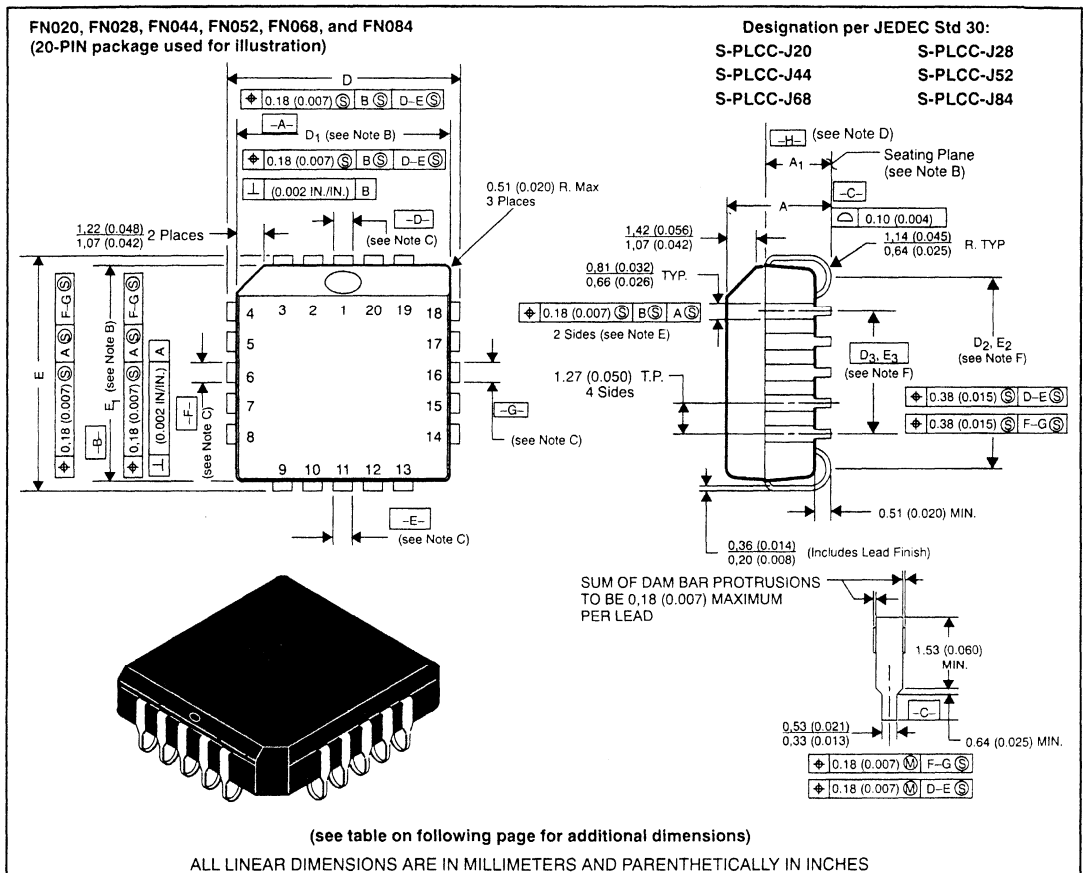 FN020, FN028, FN044, FN052, FN068, and FN084
(20-PIN package used for illustration)
Designation per JEDEC Std 30:
S-PLCC-J20 S-PLCC-J28
S-PLCC-J44 S-PLCC-J52
S-PLCC-J68 S-PLCC-J84
D
⌖ 0.18 (0.007) Ⓢ B Ⓢ D–E Ⓢ
–A–
D1 (see Note B)
⌖ 0.18 (0.007) Ⓢ B Ⓢ D–E Ⓢ
⊥ (0.002 IN./IN.) B
–D–
(see Note C)
0.51 (0.020) R. Max
3 Places
1,22 (0.048)
1,07 (0.042)
2 Places
4 3 2 1 20 19 18
5 17
6 16
7 15
8 14
9 10 11 12 13
E
⌖ 0,18 (0.007) Ⓢ A Ⓢ F–G Ⓢ
–B–
E1 (see Note B)
⌖ 0,18 (0.007) Ⓢ A Ⓢ F–G Ⓢ
⊥ (0.002 IN/IN.) A
–F–
(see Note C)
–G–
(see Note C)
–E–
(see Note C)
–H– (see Note D)
A1
Seating Plane
(see Note B)
–C–
⌓ 0.10 (0.004)
A
1,42 (0.056)
1,07 (0.042)
1,14 (0.045)
0,64 (0.025)
R. TYP
0,81 (0.032)
0,66 (0.026)
TYP.
⌖ 0.18 (0.007) Ⓢ B Ⓢ A Ⓢ
2 Sides (see Note E)
1.27 (0.050) T.P.
4 Sides
D2, E2
(see Note F)
D3, E3
(see Note F)
⌖ 0.38 (0.015) Ⓢ D–E Ⓢ
⌖ 0.38 (0.015) Ⓢ F–G Ⓢ
0.51 (0.020) MIN.
0,36 (0.014)
0,20 (0.008)
(Includes Lead Finish)
SUM OF DAM BAR PROTRUSIONS
TO BE 0,18 (0.007) MAXIMUM
PER LEAD
1.53 (0.060)
MIN.
–C–
0,53 (0.021)
0,33 (0.013)
0.64 (0.025) MIN.
⌖ 0.18 (0.007) Ⓜ F–G Ⓢ
⌖ 0.18 (0.007) Ⓜ D–E Ⓢ
(see table on following page for additional dimensions)
ALL LINEAR DIMENSIONS ARE IN MILLIMETERS AND PARENTHETICALLY IN INCHES